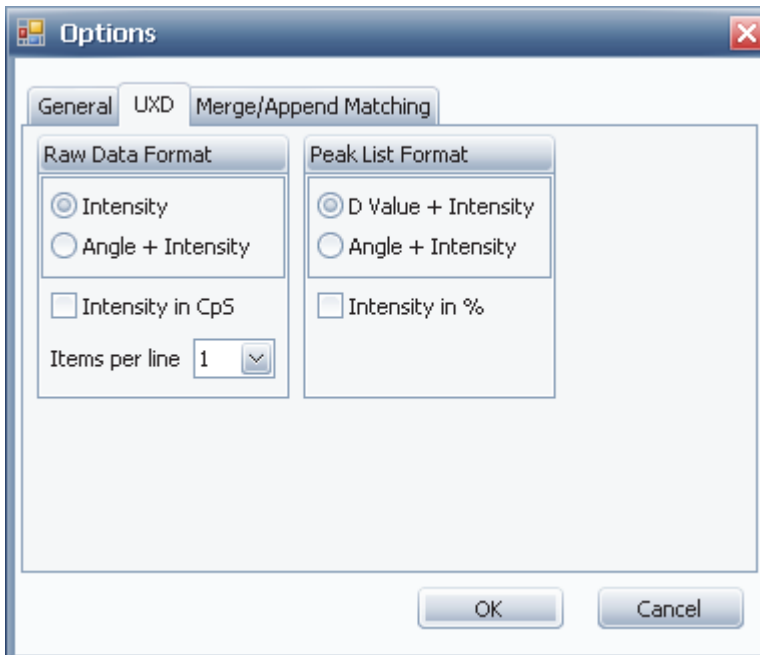 Options
General UXD Merge/Append Matching
Raw Data Format
Intensity
Angle + Intensity
Intensity in CpS
Items per line 1
Peak List Format
D Value + Intensity
Angle + Intensity
Intensity in %
OK Cancel